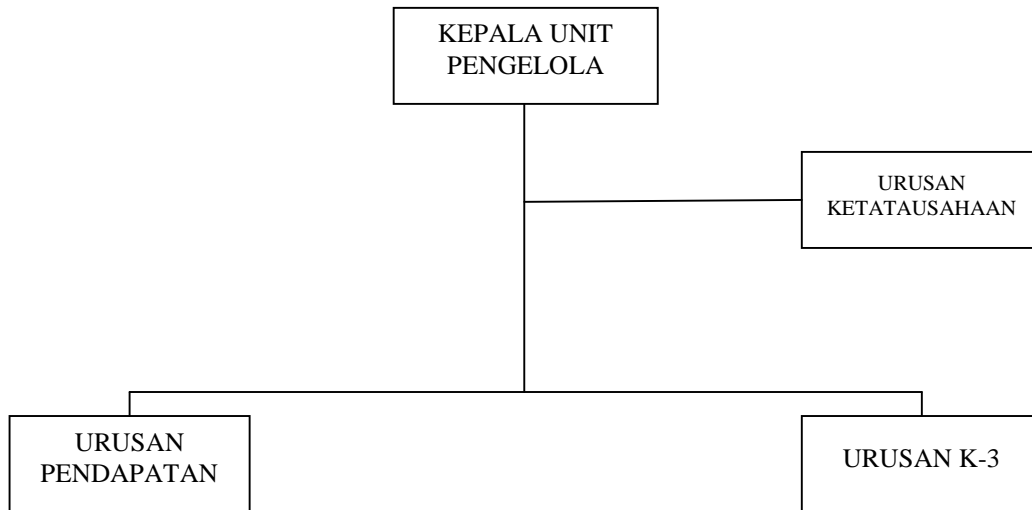 KEPALA UNIT
PENGELOLA
URUSAN
KETATAUSAHAAN
URUSAN
PENDAPATAN
URUSAN K-3